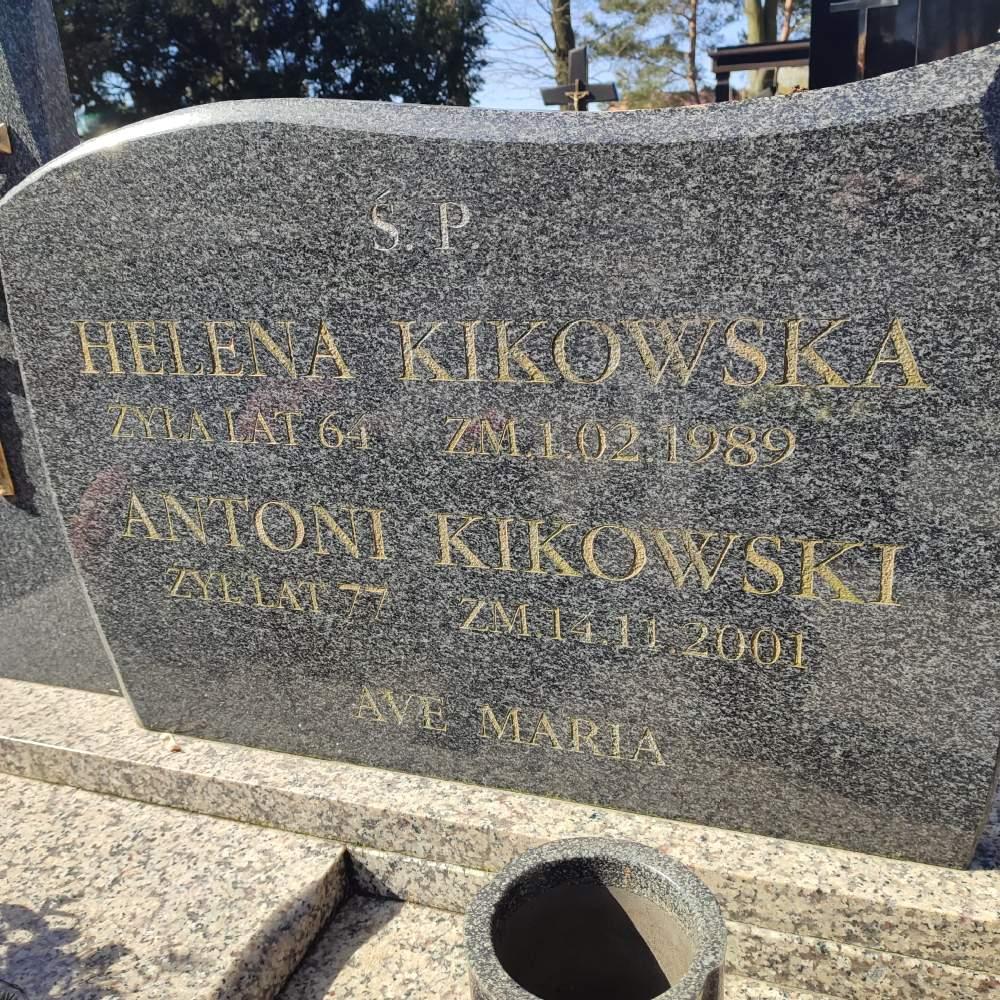 Ś. P.
HELENA KIKOWSKA
ŻYŁA LAT 64 ZM.1.02.1989
ANTONI KIKOWSKI
ŻYŁ LAT 77 ZM.14.11.2001
AVE MARIA